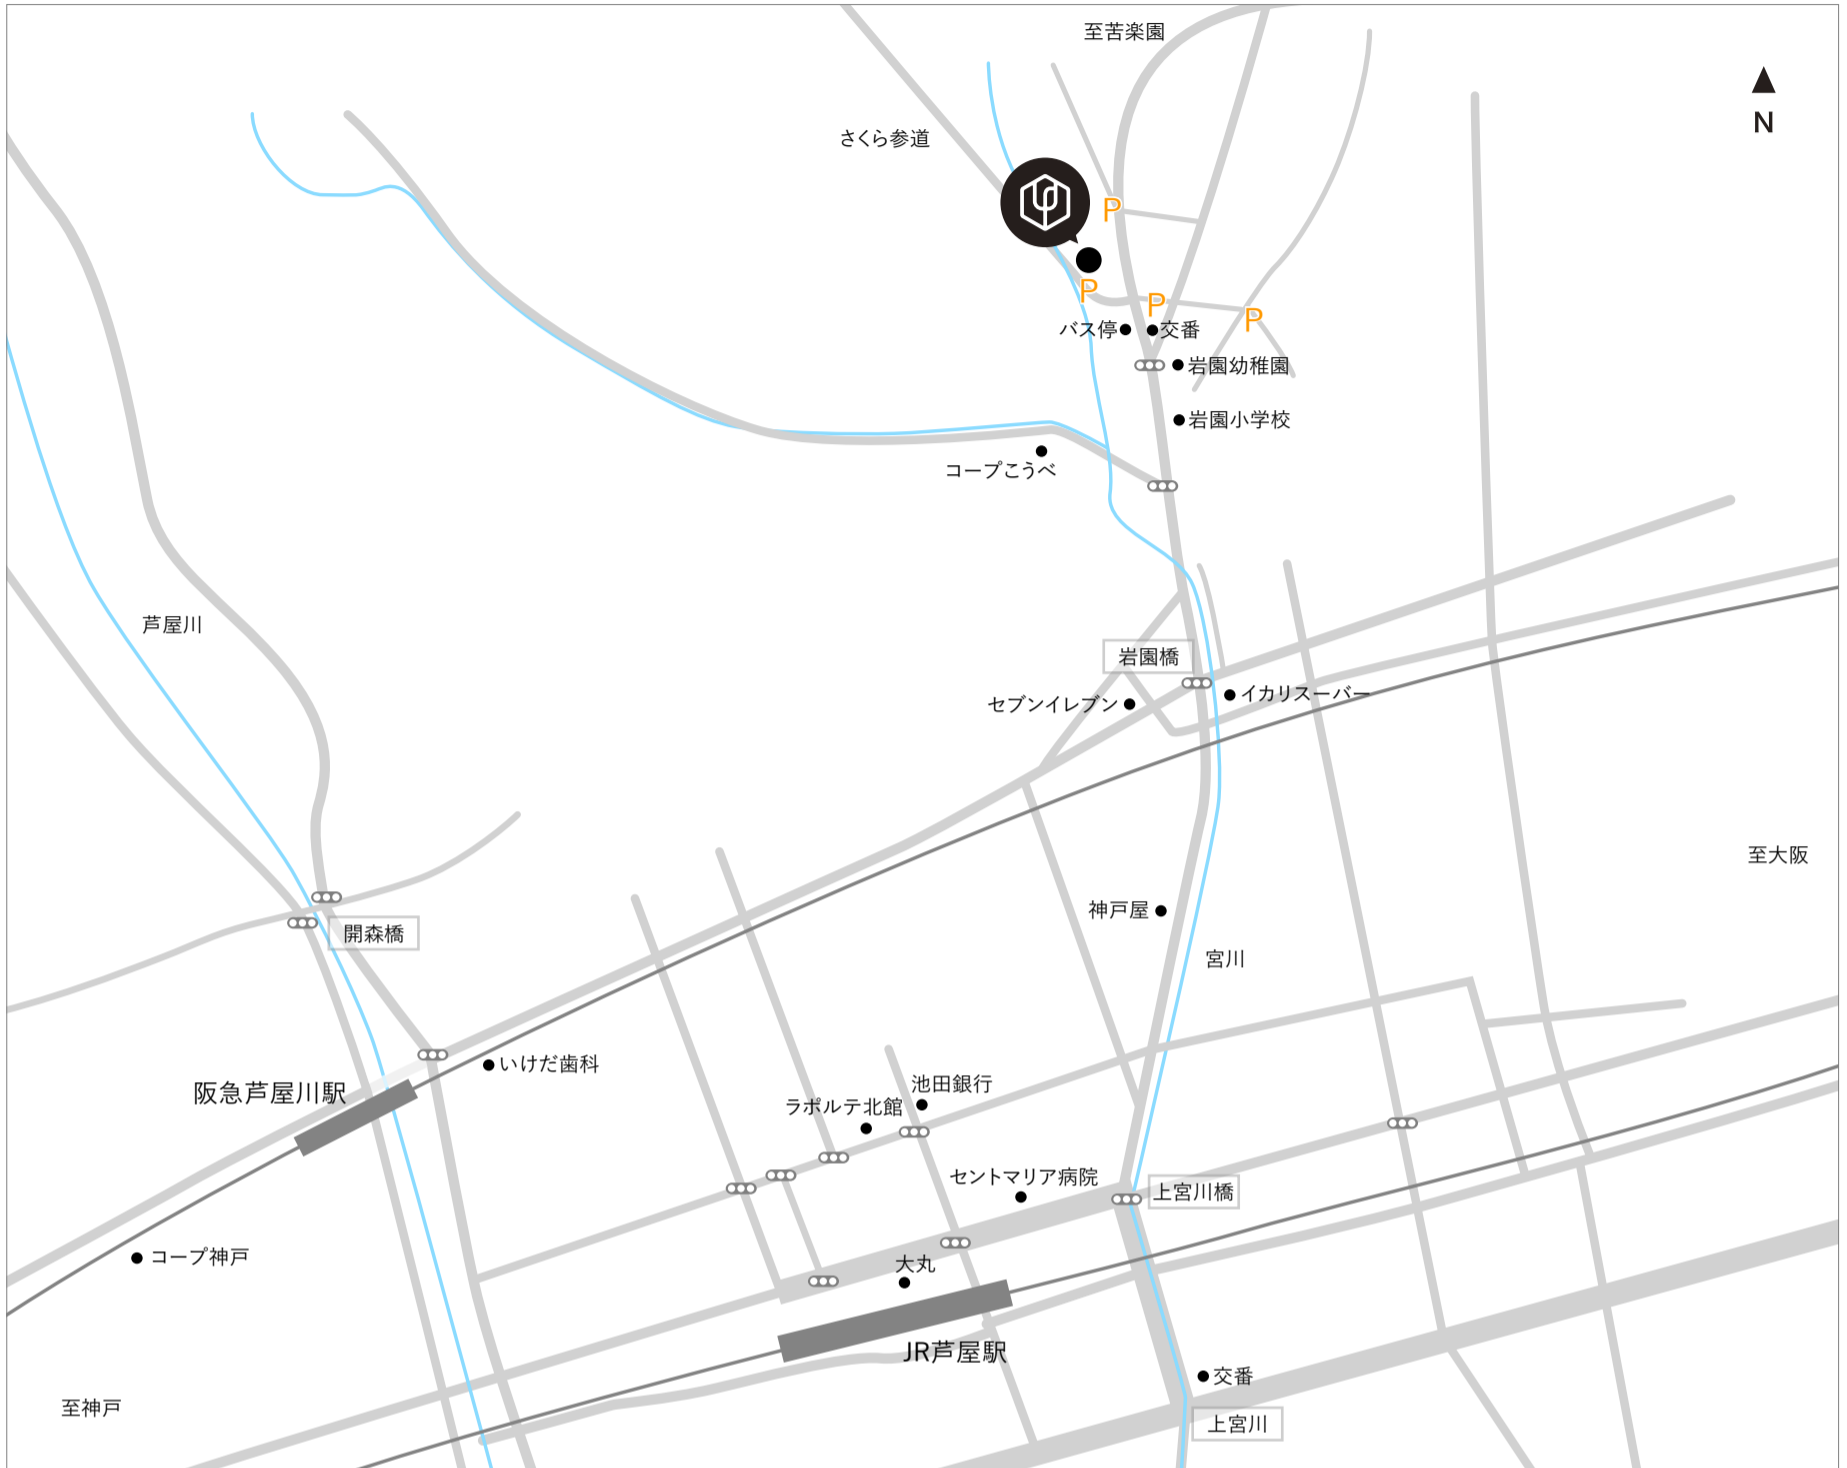 至苦楽園
N
さくら参道
P
P
P
P
バス停
交番
岩園幼稚園
岩園小学校
コープこうべ
芦屋川
岩園橋
イカリスーパー
セブンイレブン
至大阪
神戸屋
開森橋
宮川
いけだ歯科
阪急芦屋川駅
池田銀行
ラポルテ北館
セントマリア病院
上宮川橋
コープ神戸
大丸
JR芦屋駅
交番
至神戸
上宮川